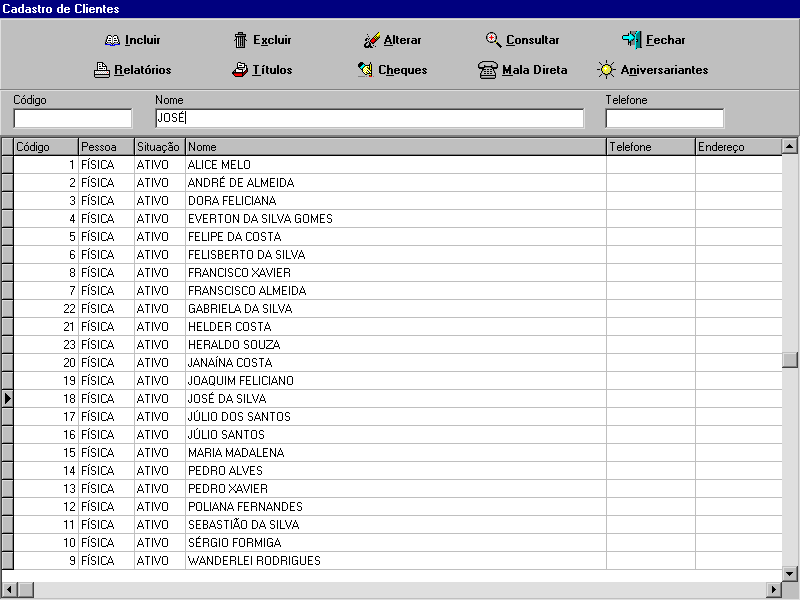 Cadastro de Clientes
Incluir Excluir Alterar Consultar Fechar
Relatórios Títulos Cheques Mala Direta Aniversariantes
Código Nome Telefone
JOSÉ
Código Pessoa Situação Nome Telefone Endereço
1 FÍSICA ATIVO ALICE MELO
2 FÍSICA ATIVO ANDRÉ DE ALMEIDA
3 FÍSICA ATIVO DORA FELICIANA
4 FÍSICA ATIVO EVERTON DA SILVA GOMES
5 FÍSICA ATIVO FELIPE DA COSTA
6 FÍSICA ATIVO FELISBERTO DA SILVA
8 FÍSICA ATIVO FRANCISCO XAVIER
7 FÍSICA ATIVO FRANSCISCO ALMEIDA
22 FÍSICA ATIVO GABRIELA DA SILVA
21 FÍSICA ATIVO HELDER COSTA
23 FÍSICA ATIVO HERALDO SOUZA
20 FÍSICA ATIVO JANAÍNA COSTA
19 FÍSICA ATIVO JOAQUIM FELICIANO
18 FÍSICA ATIVO JOSÉ DA SILVA
17 FÍSICA ATIVO JÚLIO DOS SANTOS
16 FÍSICA ATIVO JÚLIO SANTOS
15 FÍSICA ATIVO MARIA MADALENA
14 FÍSICA ATIVO PEDRO ALVES
13 FÍSICA ATIVO PEDRO XAVIER
12 FÍSICA ATIVO POLIANA FERNANDES
11 FÍSICA ATIVO SEBASTIÃO DA SILVA
10 FÍSICA ATIVO SÉRGIO FORMIGA
9 FÍSICA ATIVO WANDERLEI RODRIGUES